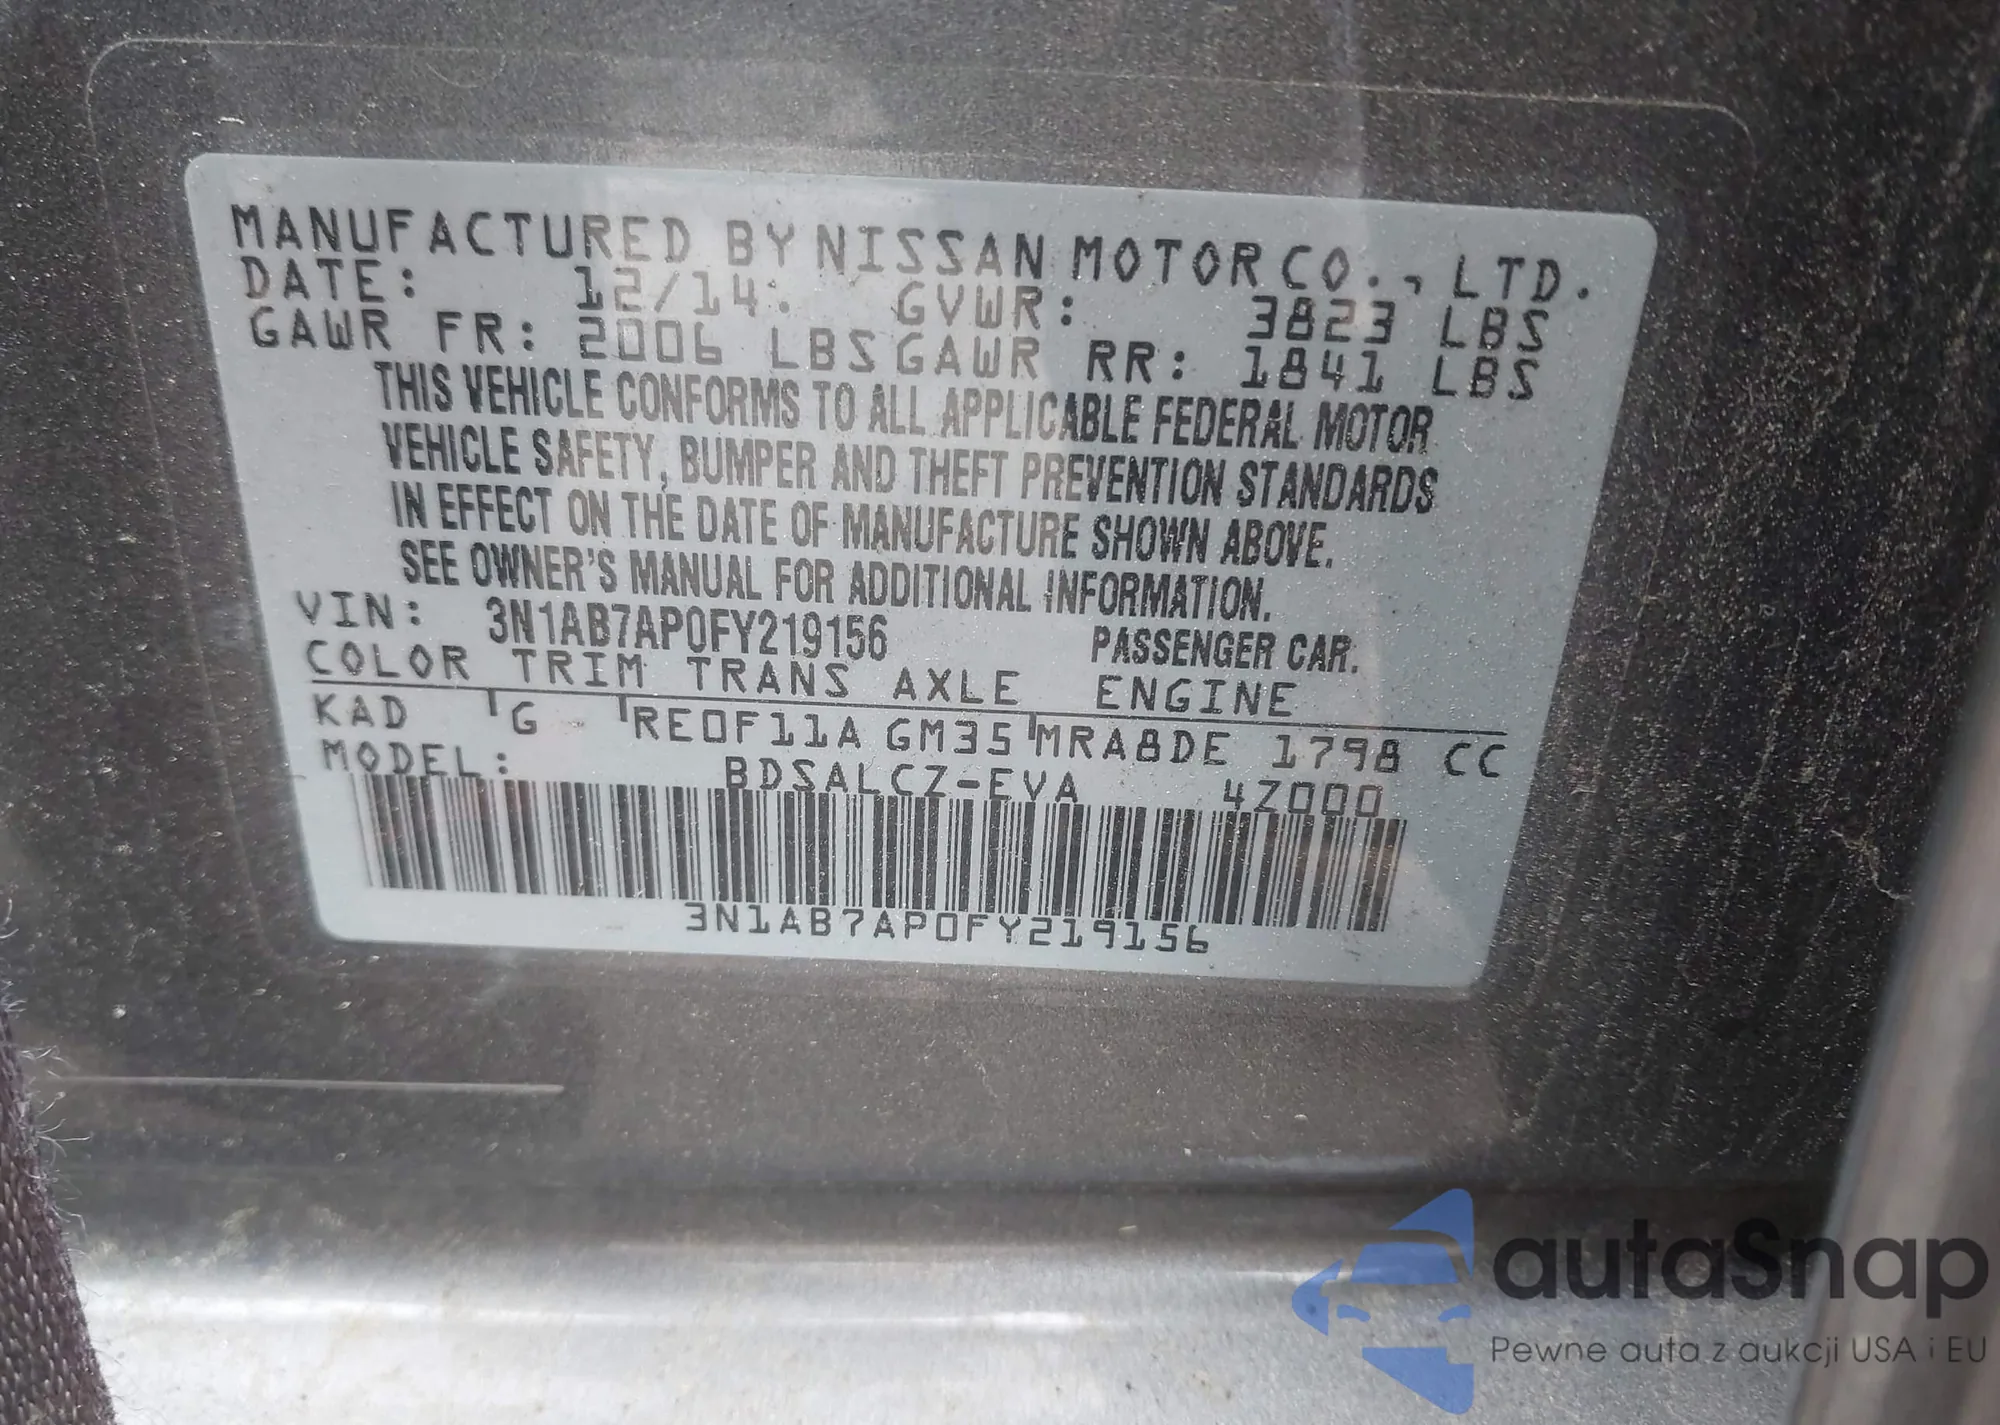 MANUFACTURED BY NISSAN MOTOR CO., LTD.
DATE: 12/14. GVWR: 3823 LBS
GAWR FR: 2006 LBS GAWR RR: 1841 LBS
THIS VEHICLE CONFORMS TO ALL APPLICABLE FEDERAL MOTOR
VEHICLE SAFETY, BUMPER AND THEFT PREVENTION STANDARDS
IN EFFECT ON THE DATE OF MANUFACTURE SHOWN ABOVE.
SEE OWNER'S MANUAL FOR ADDITIONAL INFORMATION.
VIN: 3N1AB7AP0FY219156 PASSENGER CAR.
COLOR TRIM TRANS AXLE ENGINE
KAD G RE0F11A GM35 MRA8DE 1798 CC
MODEL: BDSALCZ-EVA 4Z000
3N1AB7AP0FY219156
autaSnap
Pewne auta z aukcji USA i EU